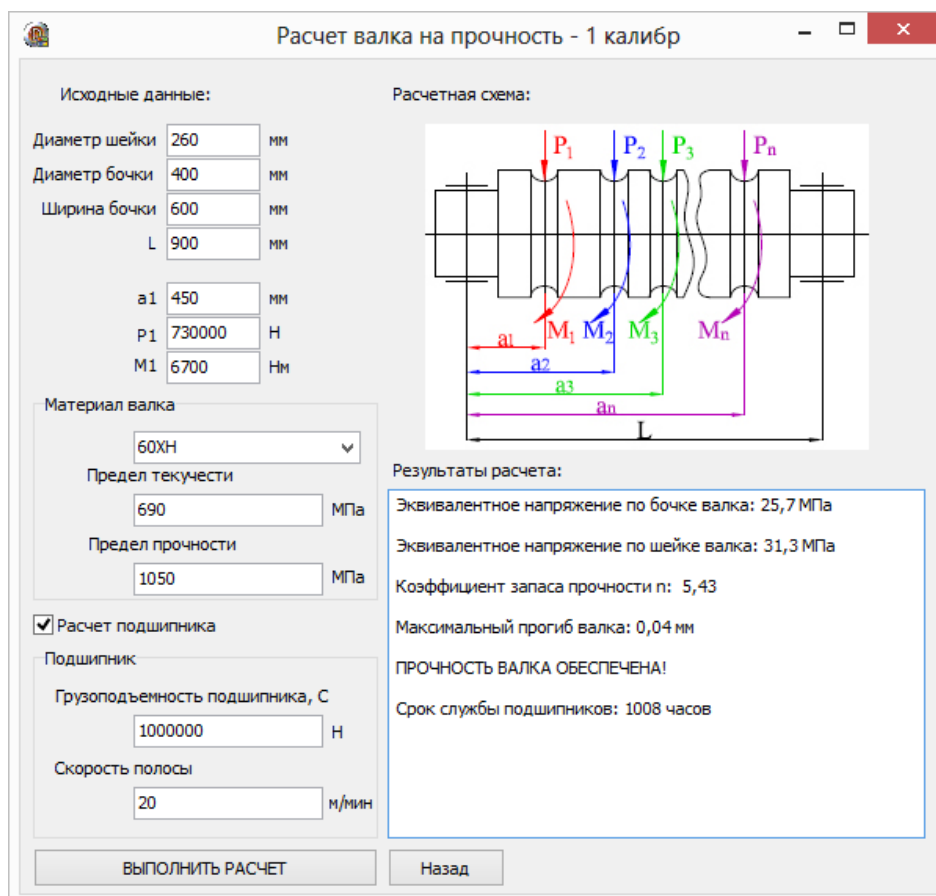 Расчет валка на прочность - 1 калибр
Исходные данные:
Диаметр шейки 260 мм
Диаметр бочки 400 мм
Ширина бочки 600 мм
L 900 мм
a1 450 мм
P1 730000 Н
M1 6700 Нм
Материал валка
60ХН
Предел текучести
690 МПа
Предел прочности
1050 МПа
Расчет подшипника
Подшипник
Грузоподъемность подшипника, С
1000000 Н
Скорость полосы
20 м/мин
ВЫПОЛНИТЬ РАСЧЕТ
Расчетная схема:
P1 P2 P3 Pn
M1 M2 M3 Mn
a1
a2
a3
an
L
Результаты расчета:
Эквивалентное напряжение по бочке валка: 25,7 МПа
Эквивалентное напряжение по шейке валка: 31,3 МПа
Коэффициент запаса прочности n: 5,43
Максимальный прогиб валка: 0,04 мм
ПРОЧНОСТЬ ВАЛКА ОБЕСПЕЧЕНА!
Срок службы подшипников: 1008 часов
Назад